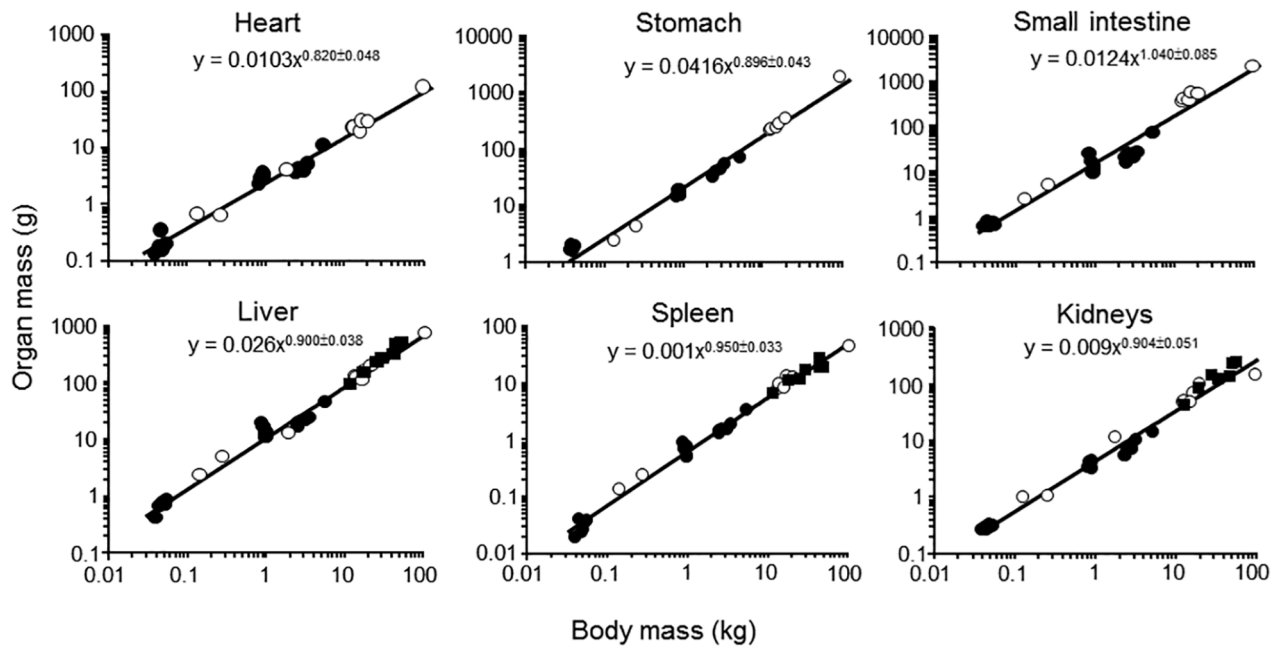 Heart
1000
100
10
1
0.1
y = 0.0103x^0.820±0.048
Stomach
10000
1000
100
10
1
y = 0.0416x^0.896±0.043
Small intestine
10000
1000
100
10
1
0.1
y = 0.0124x^1.040±0.085
Organ mass (g)
Liver
1000
100
10
1
0.1
y = 0.026x^0.900±0.038
0.01 0.1 1 10 100
Spleen
100
10
1
0.1
0.01
y = 0.001x^0.950±0.033
0.01 0.1 1 10 100
Kidneys
1000
100
10
1
0.1
y = 0.009x^0.904±0.051
0.01 0.1 1 10 100
Body mass (kg)